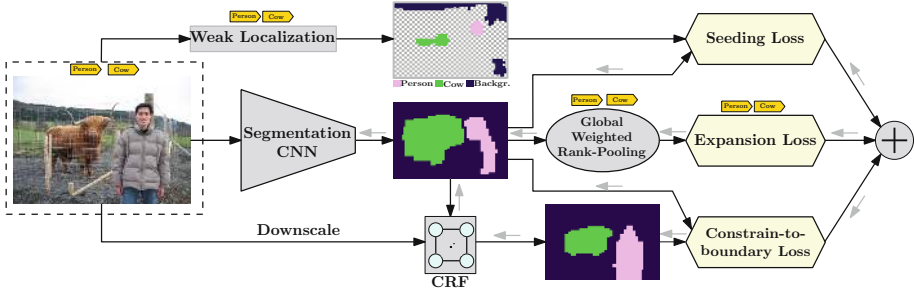 Person Cow
Weak Localization
Seeding Loss
Person Cow
Person Cow Backgr.
Person Cow
Person Cow
Segmentation
CNN
Global
Weighted
Rank-Pooling
Expansion Loss
+
Downscale
Constrain-to-
boundary Loss
CRF